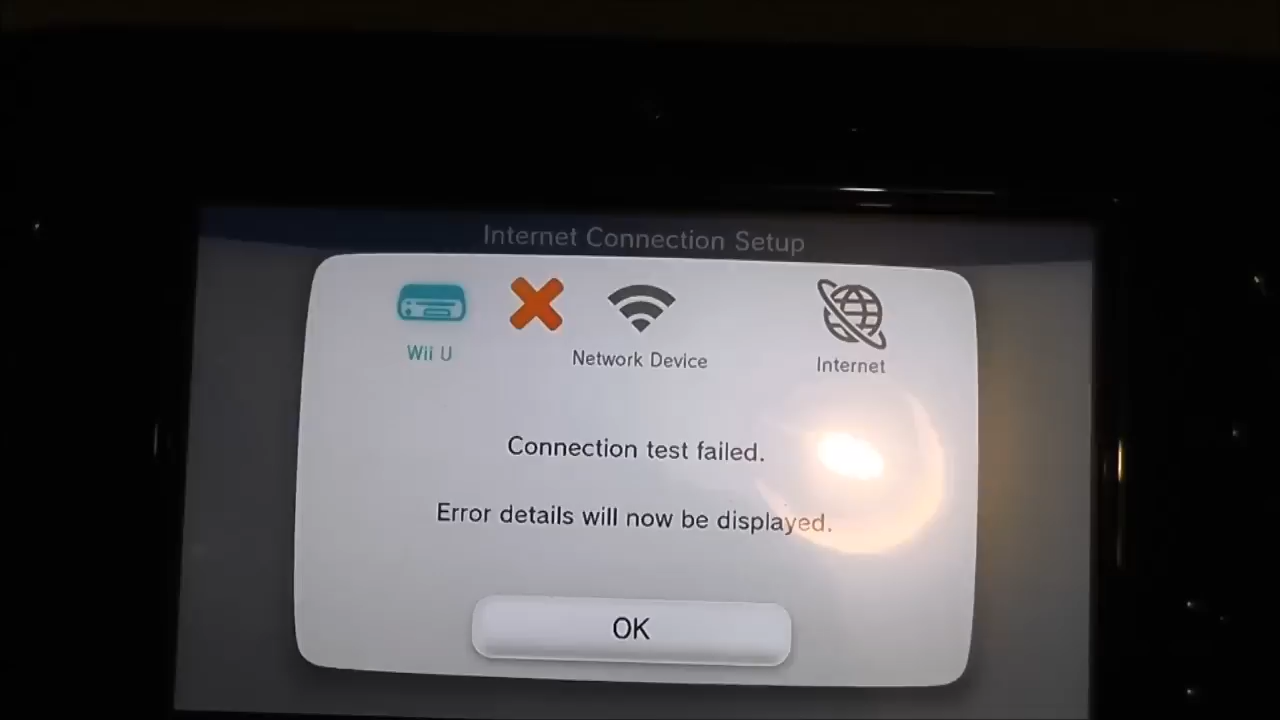 Internet Connection Setup
Wii U
Network Device
Internet
Connection test failed.
Error details will now be displayed.
OK